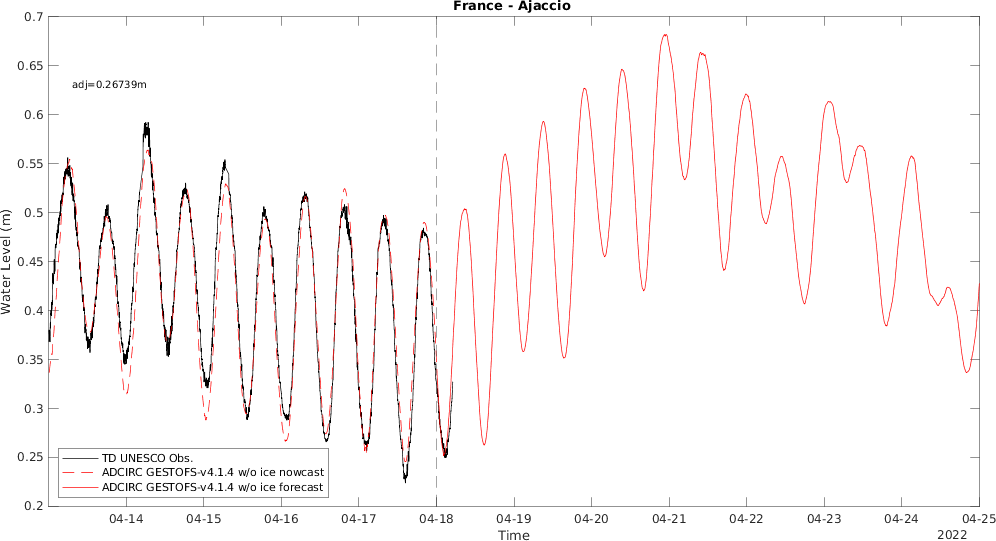 France - Ajaccio
adj=0.26739m
Water Level (m)
0.7
0.65
0.6
0.55
0.5
0.45
0.4
0.35
0.3
0.25
0.2
TD UNESCO Obs.
ADCIRC GESTOFS-v4.1.4 w/o ice nowcast
ADCIRC GESTOFS-v4.1.4 w/o ice forecast
04-14 04-15 04-16 04-17 04-18 04-19 04-20 04-21 04-22 04-23 04-24 04-25
Time
2022